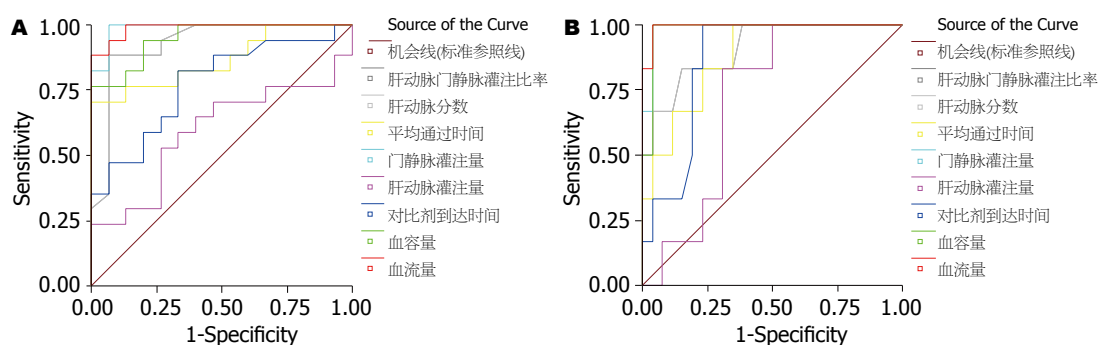 A
Sensitivity
1.00
0.75
0.50
0.25
0.00
0.00 0.25 0.50 0.75 1.00
1-Specificity
Source of the Curve
机会线(标准参照线)
肝动脉门静脉灌注比率
肝动脉分数
平均通过时间
门静脉灌注量
肝动脉灌注量
对比剂到达时间
血容量
血流量
B
Sensitivity
1.00
0.75
0.50
0.25
0.00
0.00 0.25 0.50 0.75 1.00
1-Specificity
Source of the Curve
机会线(标准参照线)
肝动脉门静脉灌注比率
肝动脉分数
平均通过时间
门静脉灌注量
肝动脉灌注量
对比剂到达时间
血容量
血流量